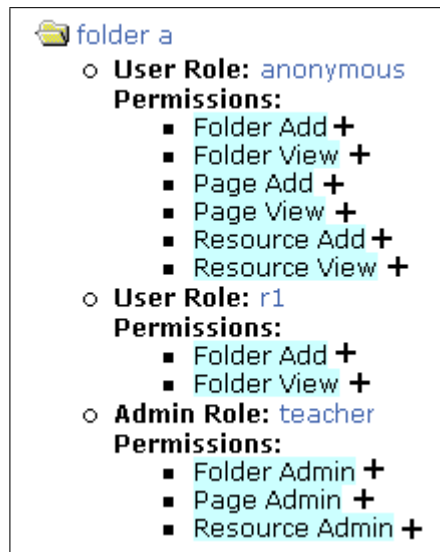 folder a
User Role: anonymous
Permissions:
Folder Add +
Folder View +
Page Add +
Page View +
Resource Add +
Resource View +
User Role: r1
Permissions:
Folder Add +
Folder View +
Admin Role: teacher
Permissions:
Folder Admin +
Page Admin +
Resource Admin +